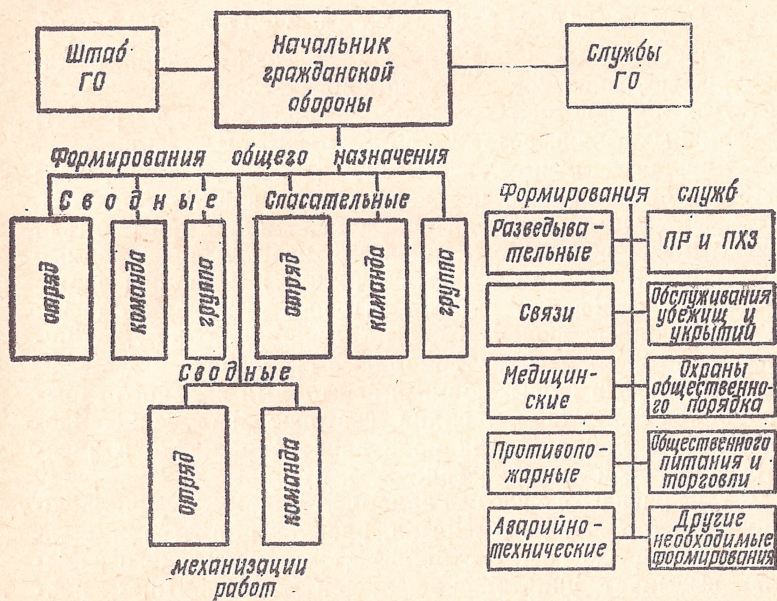 Штаб
ГО
Начальник
гражданской
обороны
Службы
ГО
Формирования общего назначения
Сводные
Спасательные
отряд
команда
группа
отряд
команда
группа
Сводные
отряд
команда
механизации
работ
Формирования служб
Разведыва-
тельные
ПР и ПХЗ
Связи
Обслуживания
убежищ и
укрытий
Медицин-
ские
Охраны
общественно-
го порядка
Противопо-
жарные
Общественного
питания и
торговли
Аварийно-
технические
Другие
необходимые
формирования